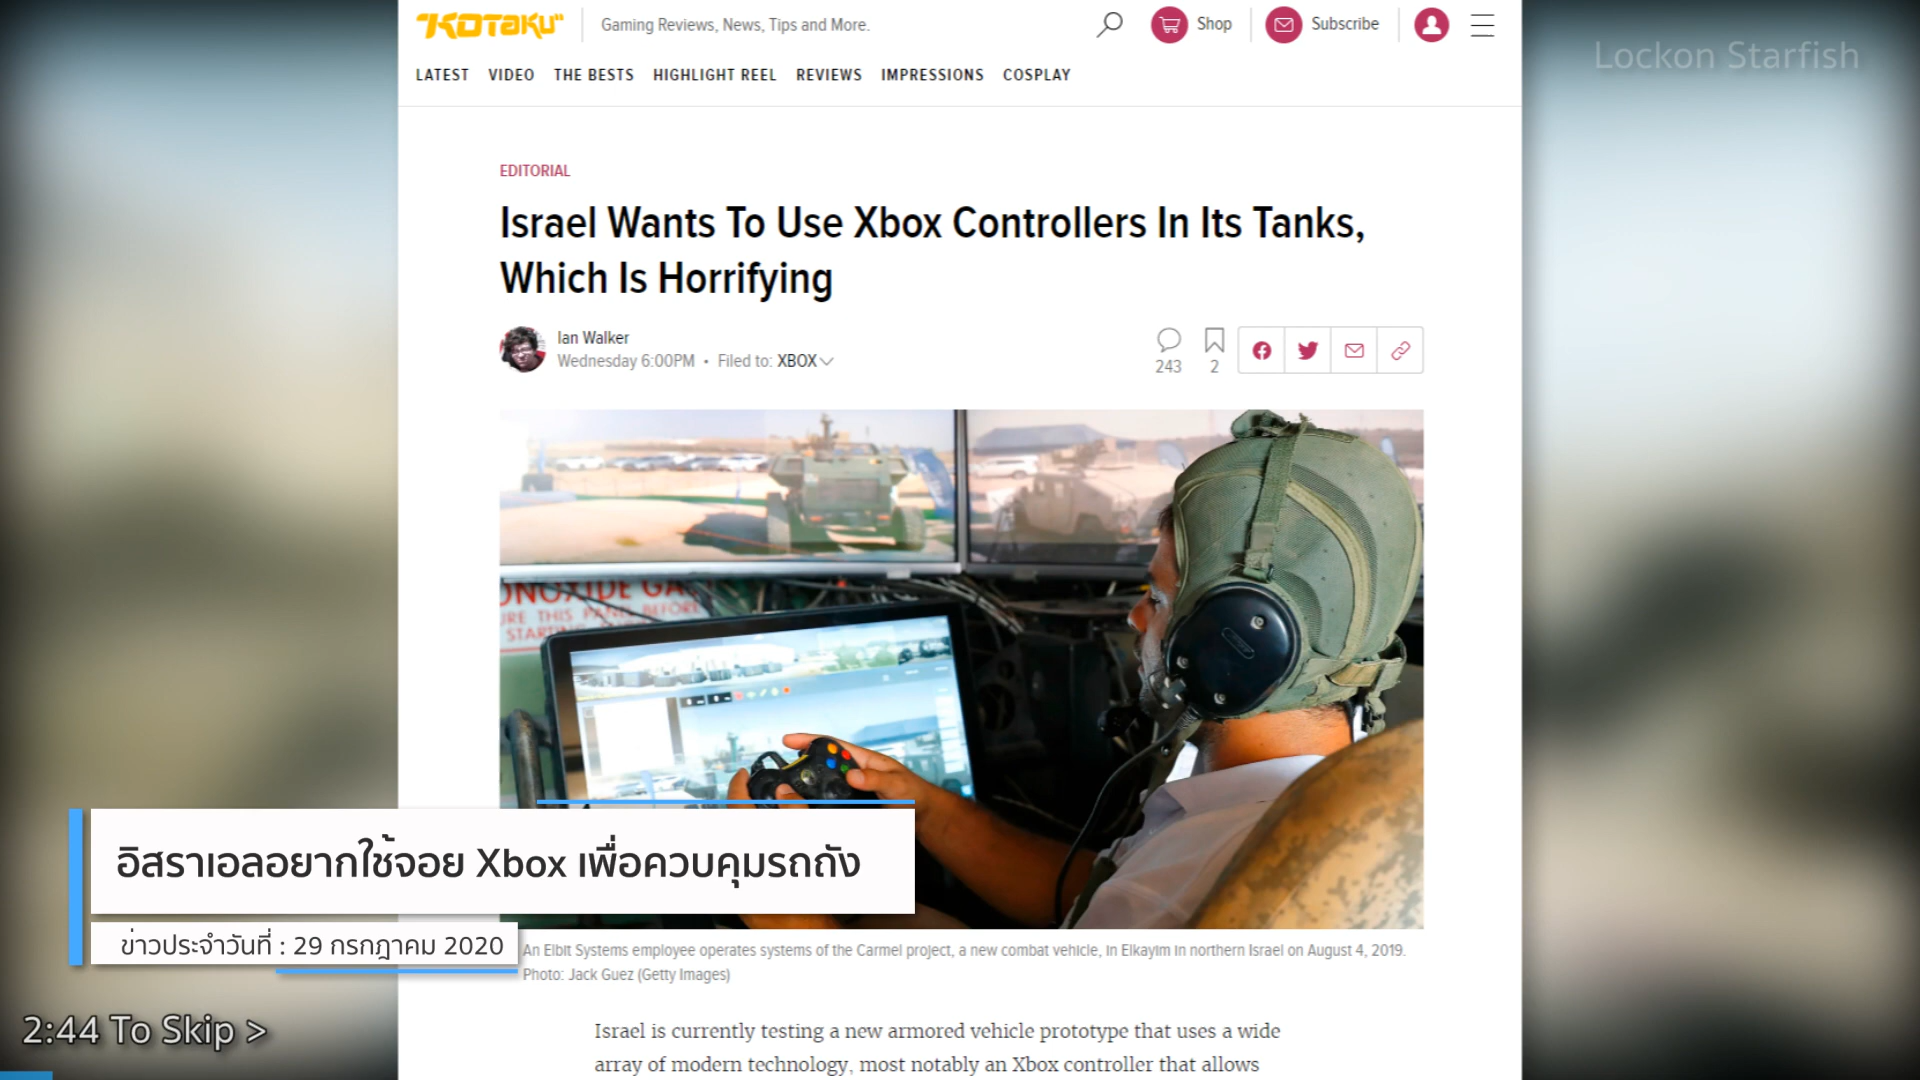 KOTAKU
Gaming Reviews, News, Tips and More.
Shop
Subscribe
Lockon Starfish
LATEST VIDEO THE BESTS HIGHLIGHT REEL REVIEWS IMPRESSIONS COSPLAY
EDITORIAL
Israel Wants To Use Xbox Controllers In Its Tanks,
Which Is Horrifying
Ian Walker
Wednesday 6:00PM • Filed to: XBOX
243
2
THIS PANEL BEFORE
อิสราเอลอยากใช้จอย Xbox เพื่อควบคุมรถถัง
ข่าวประจำวันที่ : 29 กรกฎาคม 2020
An Elbit Systems employee operates systems of the Carmel project, a new combat vehicle, in Elkayim in northern Israel on August 4, 2019.
Photo: Jack Guez (Getty Images)
2:44 To Skip >
Israel is currently testing a new armored vehicle prototype that uses a wide
array of modern technology, most notably an Xbox controller that allows